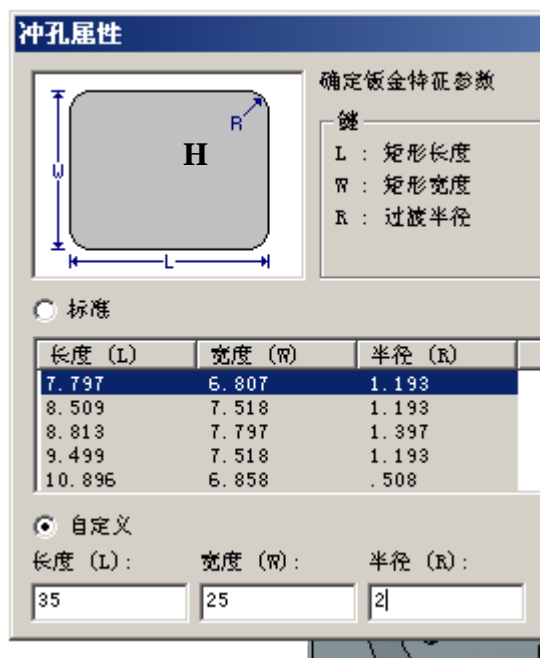 冲孔属性
确定钣金特征参数
键
R
H
W
L
L : 矩形长度
W : 矩形宽度
R : 过渡半径
标准
长度 (L) 宽度 (W) 半径 (R)
7.797 6.807 1.193
8.509 7.518 1.193
8.813 7.797 1.397
9.499 7.518 1.193
10.896 6.858 .508
自定义
长度 (L): 宽度 (W): 半径 (R):
35 25 2